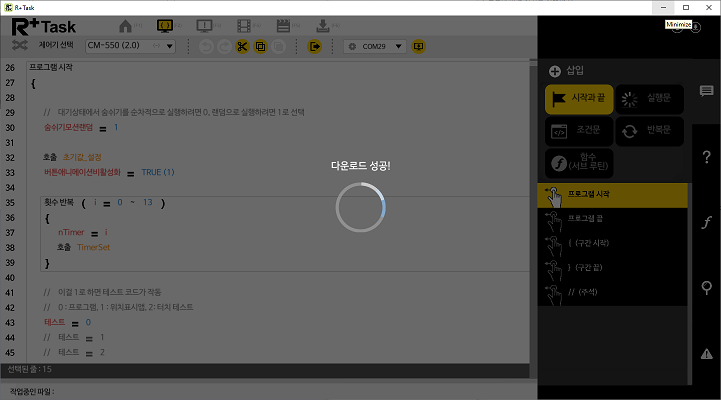 R+ Task
Minimize
R+ Task
제어기 선택 CM-550 (2.0) COM29
26 프로그램 시작
27 {
28
29 // 대기상태에서 숨쉬기를 순차적으로 실행하려면 0, 랜덤으로 실행하려면 1로 선택
30 숨쉬기모션랜덤 = 1
31
32 호출 초기값_설정
33 버튼애니메이션비활성화 = TRUE (1)
34
35 횟수 반복 ( i = 0 ~ 13 )
36 {
37 nTimer = i
38 호출 TimerSet
39 }
40
41 // 이걸 1로 하면 테스트 코드가 작동
42 // 0 : 프로그램, 1 : 위치표시맵, 2: 터치 테스트
43 테스트 = 0
44 // 테스트 = 1
45 // 테스트 = 2
선택된 줄 : 15
작업중인 파일 :
다운로드 성공!
삽입
시작과 끝
실행문
조건문
반복문
함수
(서브 루틴)
프로그램 시작
프로그램 끝
{ (구간 시작)
} (구간 끝)
// (주석)